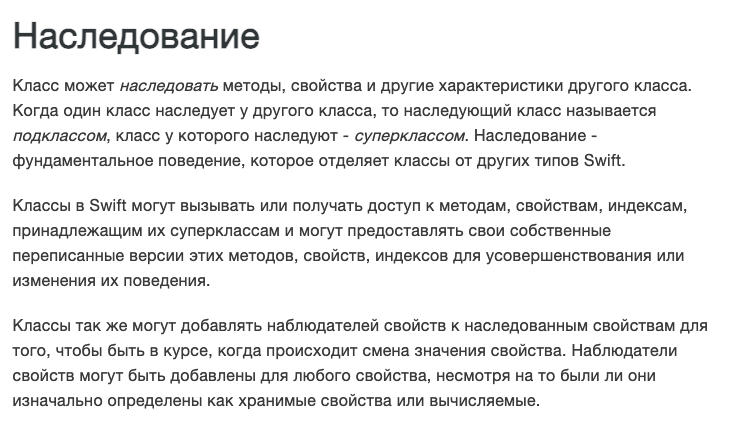 Наследование
Класс может наследовать методы, свойства и другие характеристики другого класса.
Когда один класс наследует у другого класса, то наследующий класс называется
подклассом, класс у которого наследуют - суперклассом. Наследование -
фундаментальное поведение, которое отделяет классы от других типов Swift.
Классы в Swift могут вызывать или получать доступ к методам, свойствам, индексам,
принадлежащим их суперклассам и могут предоставлять свои собственные
переписанные версии этих методов, свойств, индексов для усовершенствования или
изменения их поведения.
Классы так же могут добавлять наблюдателей свойств к наследованным свойствам для
того, чтобы быть в курсе, когда происходит смена значения свойства. Наблюдатели
свойств могут быть добавлены для любого свойства, несмотря на то были ли они
изначально определены как хранимые свойства или вычисляемые.